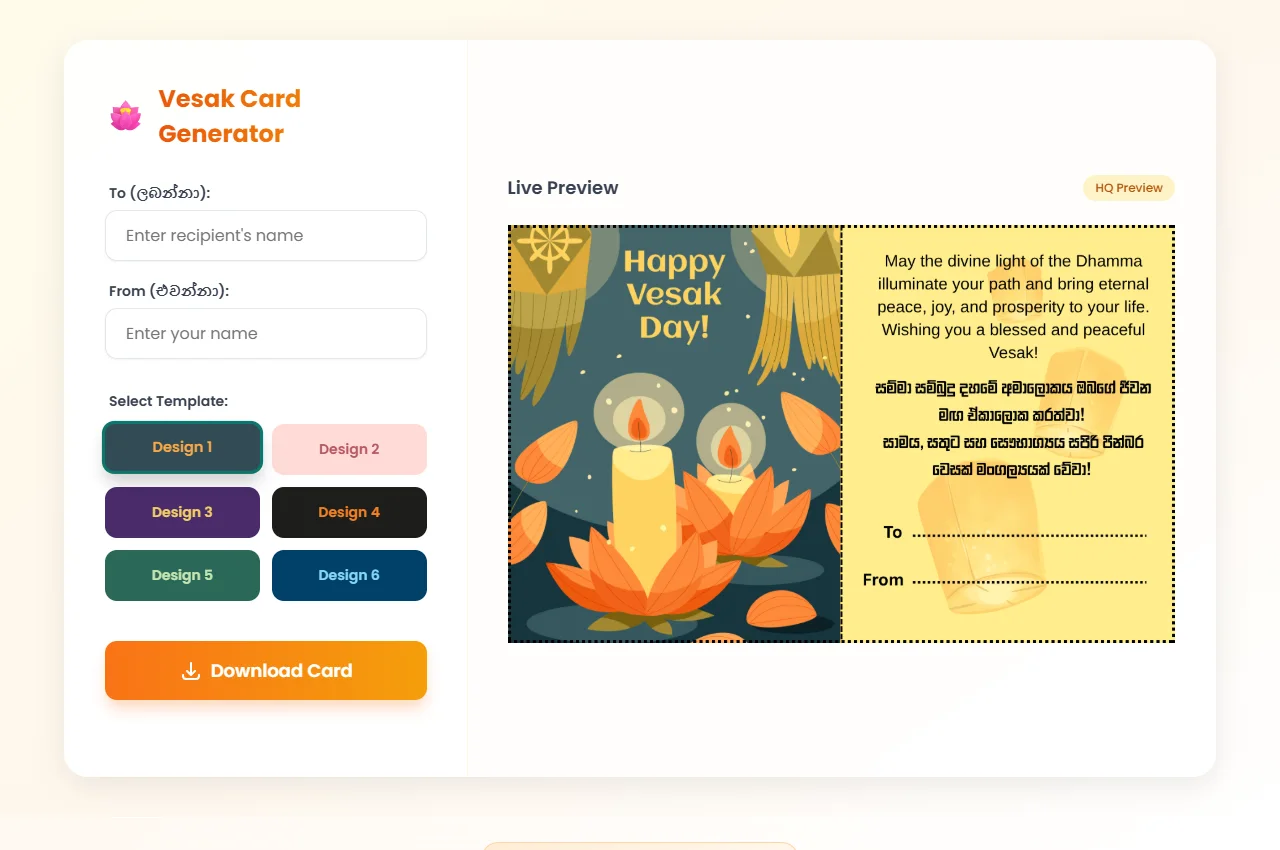 Vesak Card
Generator
To (ලබන්නා):
Enter recipient's name
From (එවන්නා):
Enter your name
Select Template:
Design 1
Design 2
Design 3
Design 4
Design 5
Design 6
Download Card
Live Preview
HQ Preview
Happy
Vesak
Day!
May the divine light of the Dhamma
illuminate your path and bring eternal
peace, joy, and prosperity to your life.
Wishing you a blessed and peaceful
Vesak!
සම්මා සම්බුදු දහමේ අමාලෝකය ඔබගේ ජීවන
මඟ ඒකාලෝක කරත්වා!
සාමය, සතුට සහ සෞභාග්‍යය සපිරි පින්බර
වෙසක් මංගල්‍යයක් වේවා!
To ........................................................
From ........................................................